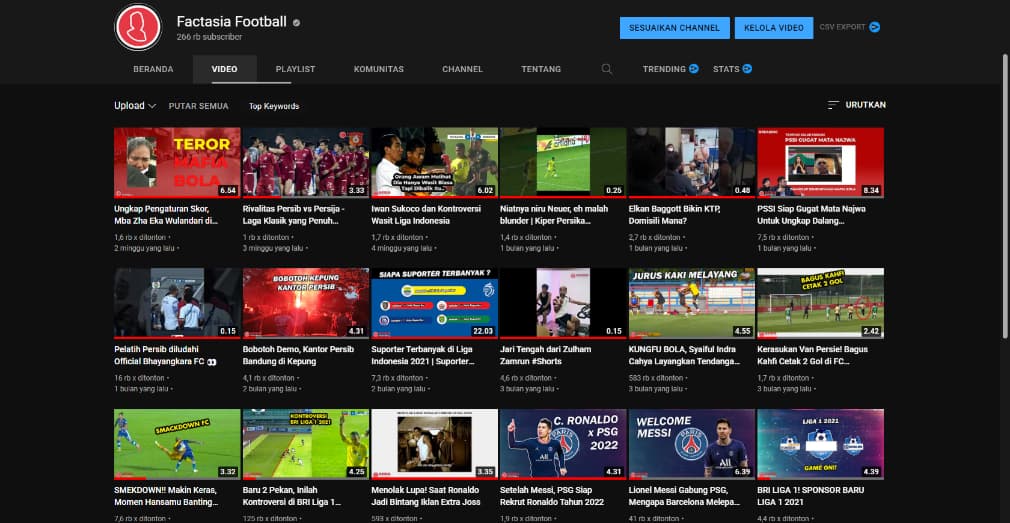 Factasia Football
266 rb subscriber
SESUAIKAN CHANNEL
KELOLA VIDEO
CSV EXPORT
BERANDA
VIDEO
PLAYLIST
KOMUNITAS
CHANNEL
TENTANG
TRENDING
STATS
Upload
PUTAR SEMUA
Top Keywords
URUTKAN
TEROR
MAFIA
BOLA
6.54
3.33
Orang Awam Melihat
Dia Hanya Wasit Biasa
Tapi Dibalik Itu...
6.02
0.25
0.48
PSSI GUGAT MATA NAJWA
8.34
Ungkap Pengaturan Skor,
Mba Zha Eka Wulandari di...
1,6 rb x ditonton •
2 minggu yang lalu •
Rivalitas Persib vs Persija -
Laga Klasik yang Penuh...
1 rb x ditonton •
3 minggu yang lalu •
Iwan Sukoco dan Kontroversi
Wasit Liga Indonesia
1,7 rb x ditonton •
4 minggu yang lalu •
Niatnya niru Neuer, eh malah
blunder | Kiper Persika...
1,4 rb x ditonton •
1 bulan yang lalu •
Elkan Baggott Bikin KTP,
Domisili Mana?
2,7 rb x ditonton •
1 bulan yang lalu •
PSSI Siap Gugat Mata Najwa
Untuk Ungkap Dalang...
7,5 rb x ditonton •
1 bulan yang lalu •
0.15
BOBOTOH KEPUNG
KANTOR PERSIB
4.31
SIAPA SUPORTER TERBANYAK ?
22.03
0.15
JURUS KAKI MELAYANG
4.55
BAGUS KAHFI
CETAK 2 GOL
2.42
Pelatih Persib diludahi
Official Bhayangkara FC 👀
16 rb x ditonton •
1 bulan yang lalu •
Bobotoh Demo, Kantor Persib
Bandung di Kepung
4,1 rb x ditonton •
2 bulan yang lalu •
Suporter Terbanyak di Liga
Indonesia 2021 | Suporter...
7,3 rb x ditonton •
2 bulan yang lalu •
Jari Tengah dari Zulham
Zamrun #Shorts
4,6 rb x ditonton •
3 bulan yang lalu •
KUNGFU BOLA, Syaiful Indra
Cahya Layangkan Tendanga...
583 rb x ditonton •
3 bulan yang lalu •
Kerasukan Van Persie! Bagus
Kahfi Cetak 2 Gol di FC...
1,7 rb x ditonton •
3 bulan yang lalu •
SMACKDOWN FC
3.32
KONTROVERSI
BRI LIGA 1 2021
4.25
3.35
C. RONALDO
x PSG
2022
4.31
WELCOME
MESSI
6.39
LIGA 1 2021
GAME ON!!
4.39
SMEKDOWN!! Makin Keras,
Momen Hansamu Banting...
7,6 rb x ditonton •
Baru 2 Pekan, Inilah
Kontroversi di BRI Liga 1...
125 rb x ditonton •
Menolak Lupa! Saat Ronaldo
Jadi Bintang Iklan Extra Joss
593 x ditonton •
Setelah Messi, PSG Siap
Rekrut Ronaldo Tahun 2022
1,9 rb x ditonton •
Lionel Messi Gabung PSG,
Mengapa Barcelona Melepa...
41 rb x ditonton •
BRI LIGA 1! SPONSOR BARU
LIGA 1 2021
4,4 rb x ditonton •